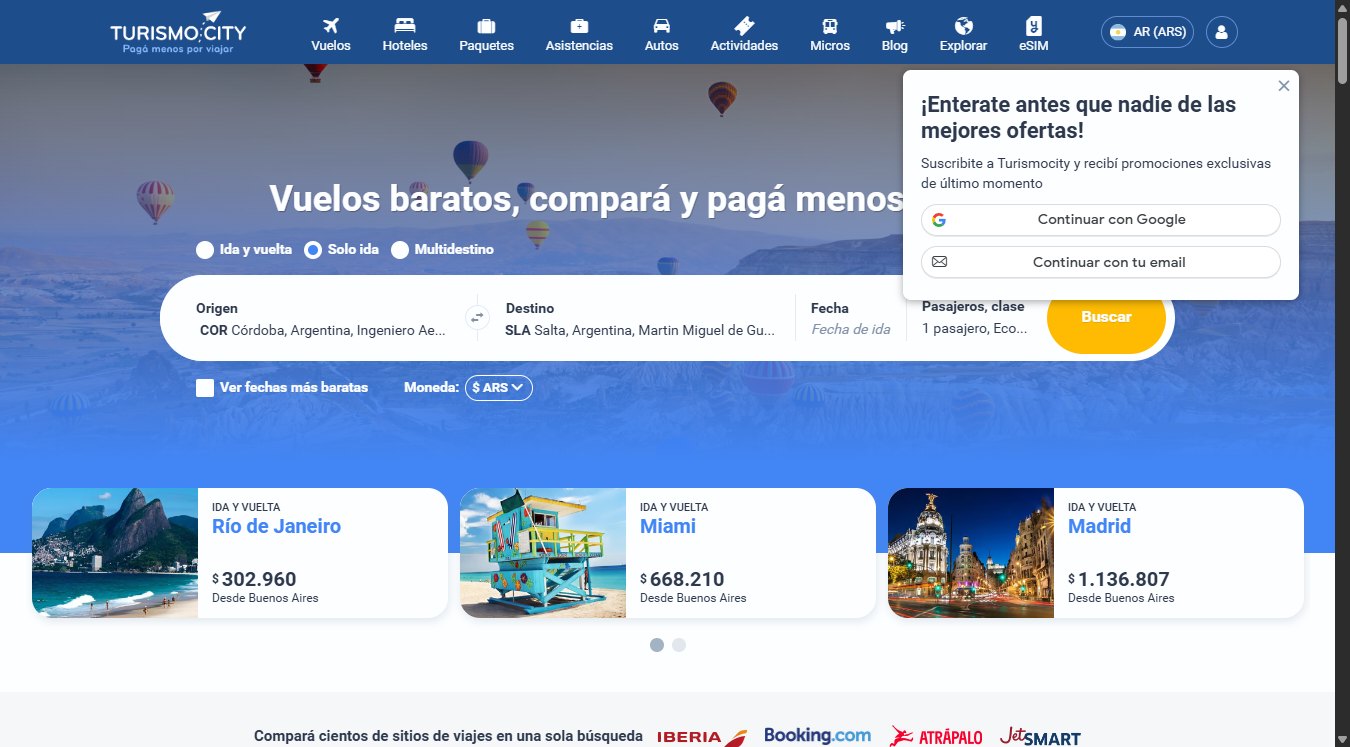 TURISMO CITY
Pagá menos por viajar
Vuelos
Hoteles
Paquetes
Asistencias
Autos
Actividades
Micros
Blog
Explorar
eSIM
AR (ARS)
¡Enterate antes que nadie de las
mejores ofertas!
Suscribite a Turismocity y recibí promociones exclusivas
de último momento
Continuar con Google
Continuar con tu email
Vuelos baratos, compará y pagá menos
Ida y vuelta
Solo ida
Multidestino
Origen
COR Córdoba, Argentina, Ingeniero Ae...
Destino
SLA Salta, Argentina, Martin Miguel de Gu...
Fecha
Fecha de ida
Pasajeros, clase
1 pasajero, Eco...
Buscar
Ver fechas más baratas
Moneda:
$ ARS
IDA Y VUELTA
Río de Janeiro
$ 302.960
Desde Buenos Aires
IDA Y VUELTA
Miami
$ 668.210
Desde Buenos Aires
IDA Y VUELTA
Madrid
$ 1.136.807
Desde Buenos Aires
Compará cientos de sitios de viajes en una sola búsqueda
IBERIA
Booking.com
ATRÁPALO
JetSMART